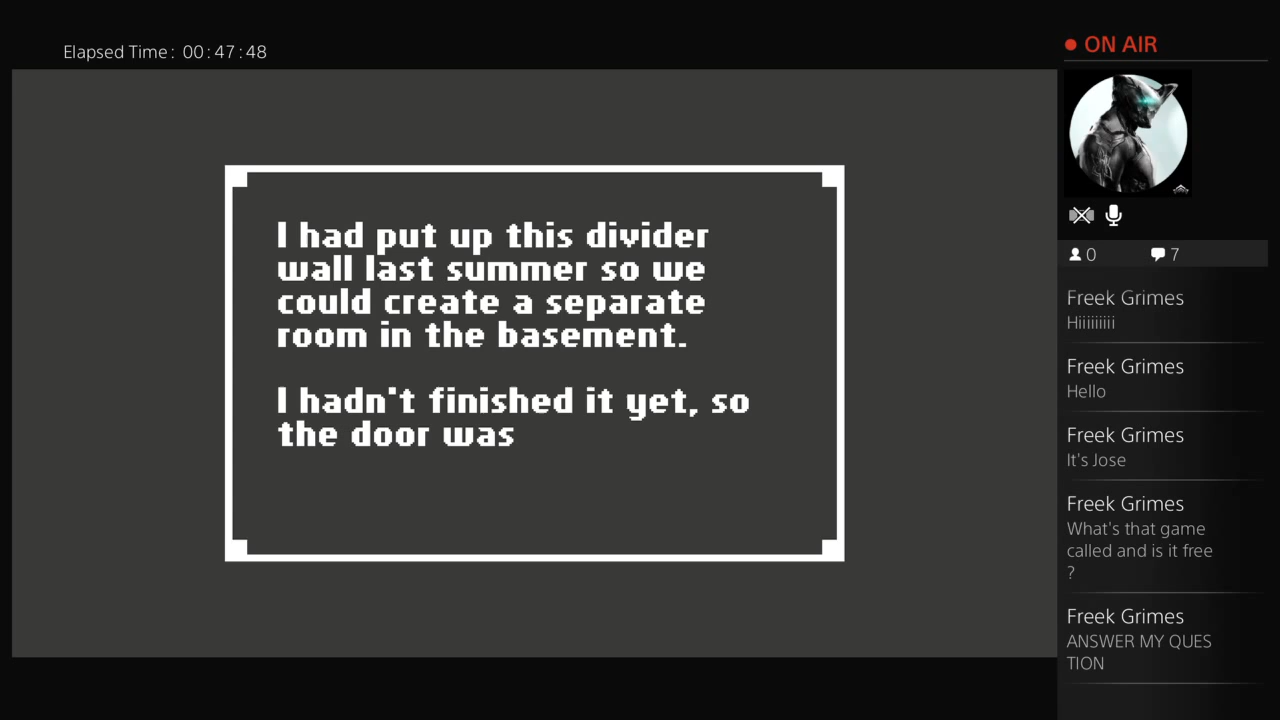 Elapsed Time: 00:47:48
ON AIR
I had put up this divider
wall last summer so we
could create a separate
room in the basement.
I hadn't finished it yet, so
the door was
0
7
Freek Grimes
Hiiiiiiiii
Freek Grimes
Hello
Freek Grimes
It's Jose
Freek Grimes
What's that game
called and is it free
?
Freek Grimes
ANSWER MY QUES
TION